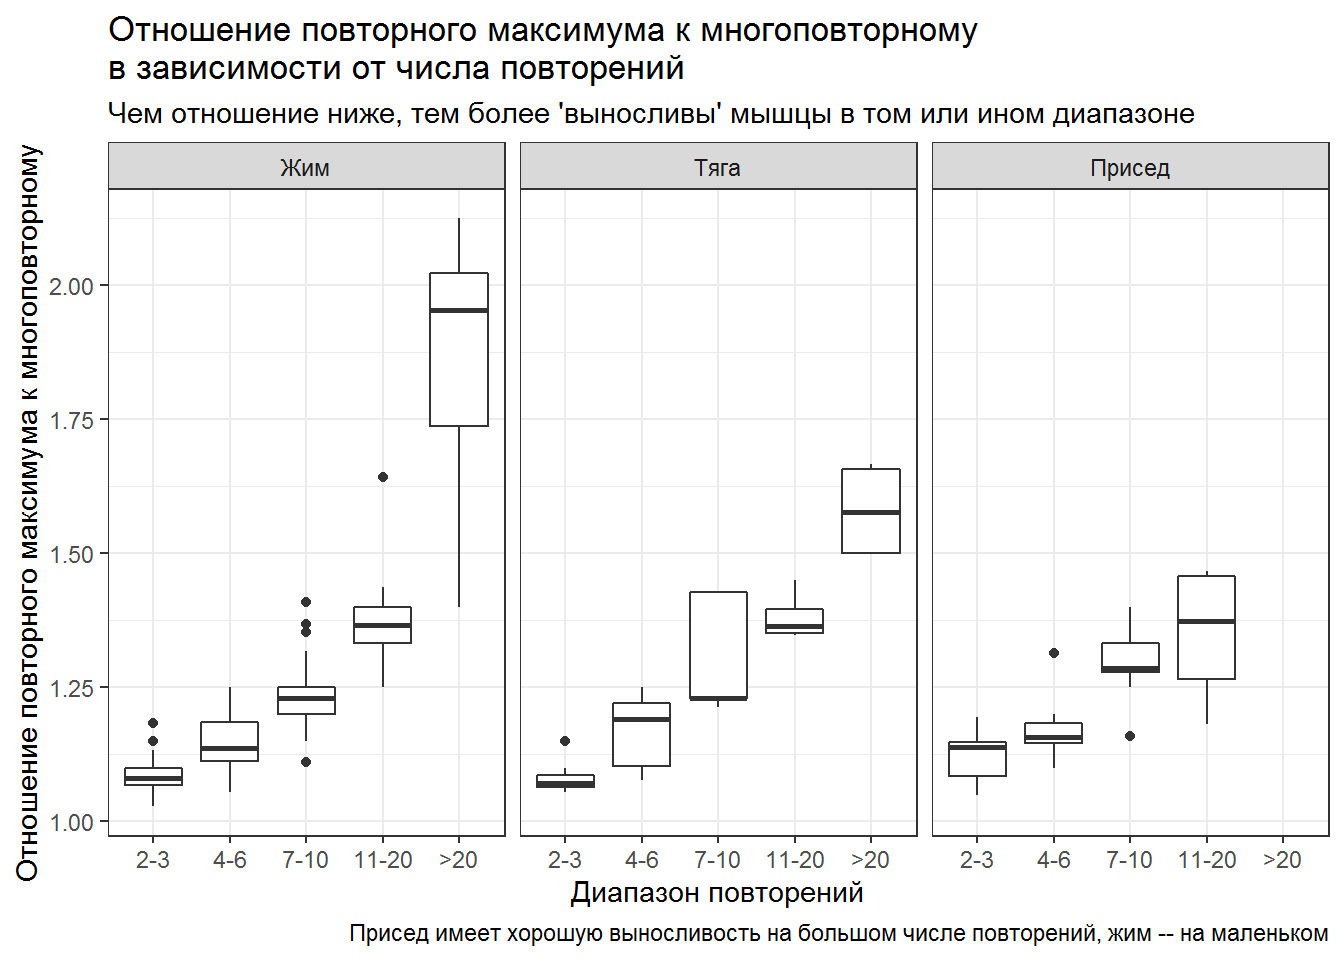 Отношение повторного максимума к многоповторному
в зависимости от числа повторений
Чем отношение ниже, тем более 'выносливы' мышцы в том или ином диапазоне
Жим
Тяга
Присед
Отношение повторного максимума к многоповторному
2.00
1.75
1.50
1.25
1.00
2-3 4-6 7-10 11-20 >20
2-3 4-6 7-10 11-20 >20
2-3 4-6 7-10 11-20 >20
Диапазон повторений
Присед имеет хорошую выносливость на большом числе повторений, жим -- на маленьком